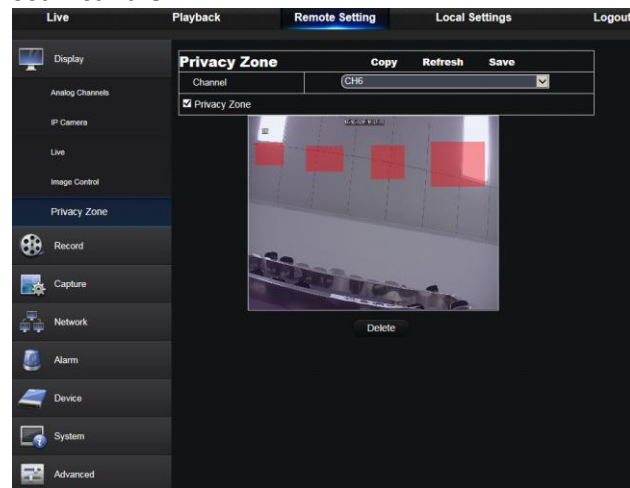 Live Playback Remote Setting Local Settings Logout
Display
Analog Channels
IP Camera
Live
Image Control
Privacy Zone
Record
Capture
Network
Alarm
Device
System
Advanced
Privacy Zone Copy Refresh Save
Channel CH6
Privacy Zone
Delete